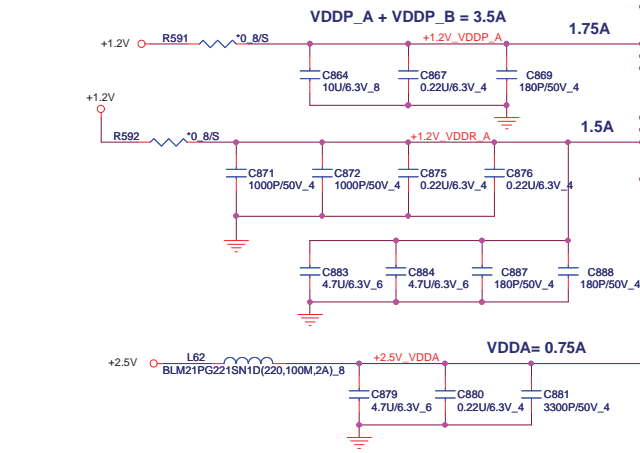 VDDP_A + VDDP_B = 3.5A
+1.2V R591 *0_8/S +1.2V_VDDP_A 1.75A
C864 C867 C869
10U/6.3V_8 0.22U/6.3V_4 180P/50V_4
+1.2V
R592 *0_8/S +1.2V_VDDR_A 1.5A
C871 C872 C875 C876
1000P/50V_4 1000P/50V_4 0.22U/6.3V_4 0.22U/6.3V_4
C883 C884 C887 C888
4.7U/6.3V_6 4.7U/6.3V_6 180P/50V_4 180P/50V_4
VDDA= 0.75A
+2.5V L62 +2.5V_VDDA
BLM21PG221SN1D(220,100M,2A)_8
C879 C880 C881
4.7U/6.3V_6 0.22U/6.3V_4 3300P/50V_4